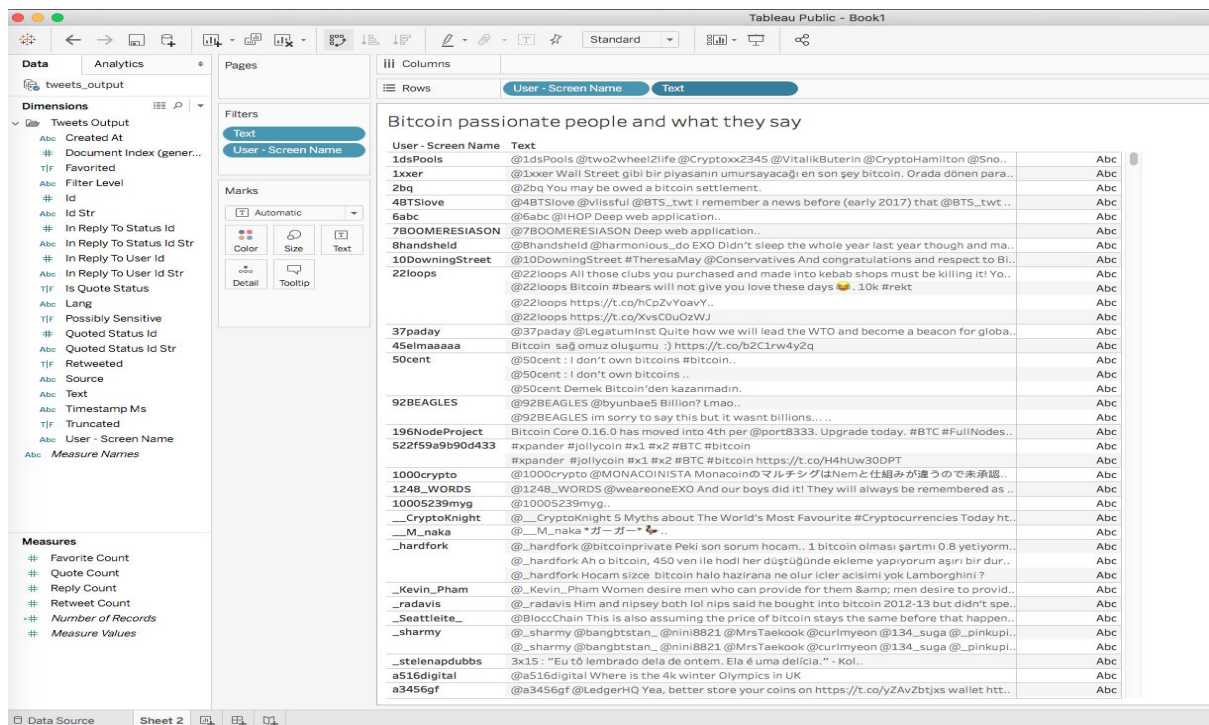 Tableau Public - Book1
Standard
Data Analytics
Pages
Columns
tweets_output
Rows User - Screen Name Text
Dimensions
Tweets Output
Abc Created At
# Document Index (gener...
T|F Favorited
Abc Filter Level
# Id
Abc Id Str
# In Reply To Status Id
Abc In Reply To Status Id Str
# In Reply To User Id
Abc In Reply To User Id Str
T|F Is Quote Status
Abc Lang
T|F Possibly Sensitive
# Quoted Status Id
Abc Quoted Status Id Str
T|F Retweeted
Abc Source
Abc Text
Abc Timestamp Ms
T|F Truncated
Abc User - Screen Name
Abc Measure Names
Measures
# Favorite Count
# Quote Count
# Reply Count
# Retweet Count
# Number of Records
# Measure Values
Filters
Text
User - Screen Name
Marks
Automatic
Color Size Text
Detail Tooltip
Bitcoin passionate people and what they say
User - Screen Name Text
1dsPools @1dsPools @two2wheel2life @Cryptoxx2345 @VitalikButerin @CryptoHamilton @Sno.. Abc
1xxer @1xxer Wall Street gibi bir piyasanın umursayacağı en son şey bitcoin. Orada dönen para.. Abc
2bq @2bq You may be owed a bitcoin settlement. Abc
4BTSlove @4BTSlove @vlissful @BTS_twt I remember a news before (early 2017) that @BTS_twt .. Abc
6abc @6abc @IHOP Deep web application.. Abc
7BOOMERESIASON @7BOOMERESIASON Deep web application.. Abc
8handsheld @8handsheld @harmonious_do EXO Didn't sleep the whole year last year though and ma.. Abc
10DowningStreet @10DowningStreet #TheresaMay @Conservatives And congratulations and respect to Bi.. Abc
22loops @22loops All those clubs you purchased and made into kebab shops must be killing it! Yo.. Abc
@22loops Bitcoin #bears will not give you love these days 😂 . 10k #rekt Abc
@22loops https://t.co/hCpZvYoavY.. Abc
@22loops https://t.co/XvsC0uOzWJ Abc
37paday @37paday @LegatumInst Quite how we will lead the WTO and become a beacon for globa.. Abc
45elmaaaaa Bitcoin sağ omuz oluşumu :) https://t.co/b2C1rw4y2q Abc
50cent @50cent : I don't own bitcoins #bitcoin.. Abc
@50cent : I don't own bitcoins .. Abc
@50cent Demek Bitcoin'den kazanmadın. Abc
92BEAGLES @92BEAGLES @byunbae5 Billion? Lmao.. Abc
@92BEAGLES im sorry to say this but it wasnt billions... .. Abc
196NodeProject Bitcoin Core 0.16.0 has moved into 4th per @port8333. Upgrade today. #BTC #FullNodes.. Abc
522f59a9b90d433 #xpander #jollycoin #x1 #x2 #BTC #bitcoin Abc
#xpander #jollycoin #x1 #x2 #BTC #bitcoin https://t.co/H4hUw30DPT Abc
1000crypto @1000crypto @MONACOINISTA MonacoinのマルチシグはNemと仕組みが違うので未承認.. Abc
1248_WORDS @1248_WORDS @weareoneEXO And our boys did it! They will always be remembered as .. Abc
10005239myg @10005239myg.. Abc
__CryptoKnight @__CryptoKnight 5 Myths about The World's Most Favourite #Cryptocurrencies Today ht.. Abc
__M_naka @__M_naka *ガーガー* 🦆 .. Abc
_hardfork @_hardfork @bitcoinprivate Peki son sorum hocam.. 1 bitcoin olması şartmı 0.8 yetiyorm.. Abc
@_hardfork Ah o bitcoin, 450 ven ile hodl her düştüğünde ekleme yapıyorum aşırı bir dur.. Abc
@_hardfork Hocam sizce bitcoin halo hazirana ne olur icler acisimi yok Lamborghini ? Abc
_Kevin_Pham @_Kevin_Pham Women desire men who can provide for them &amp; men desire to provid.. Abc
_radavis @_radavis Him and nipsey both lol nips said he bought into bitcoin 2012-13 but didn't spe.. Abc
_Seattleite_ @BloccChain This is also assuming the price of bitcoin stays the same before that happen.. Abc
_sharmy @_sharmy @bangbtstan_ @nini8821 @MrsTaekook @curlmyeon @134_suga @_pinkupi.. Abc
@_sharmy @bangbtstan_ @nini8821 @MrsTaekook @curlmyeon @134_suga @_pinkupi.. Abc
_stelenapdubbs 3x15 : "Eu tô lembrado dela de ontem. Ela é uma delícia." - Kol.. Abc
a516digital @a516digital Where is the 4k winter Olympics in UK Abc
a3456gf @a3456gf @LedgerHQ Yea, better store your coins on https://t.co/yZAvZbtjxs wallet htt.. Abc
Data Source Sheet 2